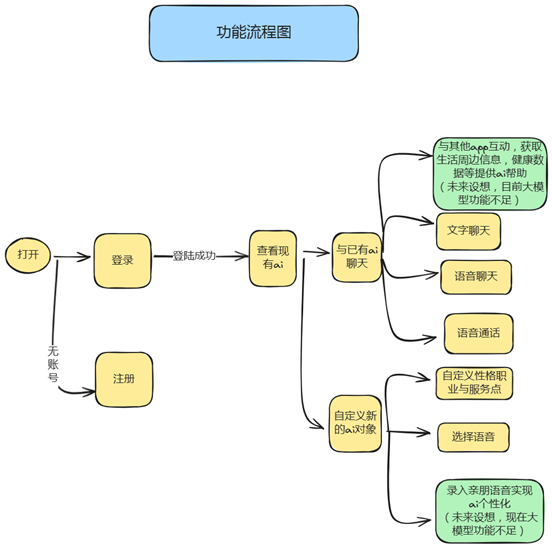 功能流程图
与其他app互动，获取
生活周边信息，健康数
据等提供ai帮助
（未来设想，目前大模
型功能不足）
文字聊天
打开
登录
登陆成功
查看现
有ai
与已有ai
聊天
语音聊天
语音通话
无
账
号
注册
自定义性格职
业与服务点
自定义新
的ai对象
选择语音
录入亲朋语音实现
ai个性化
（未来设想，现在大
模型功能不足）